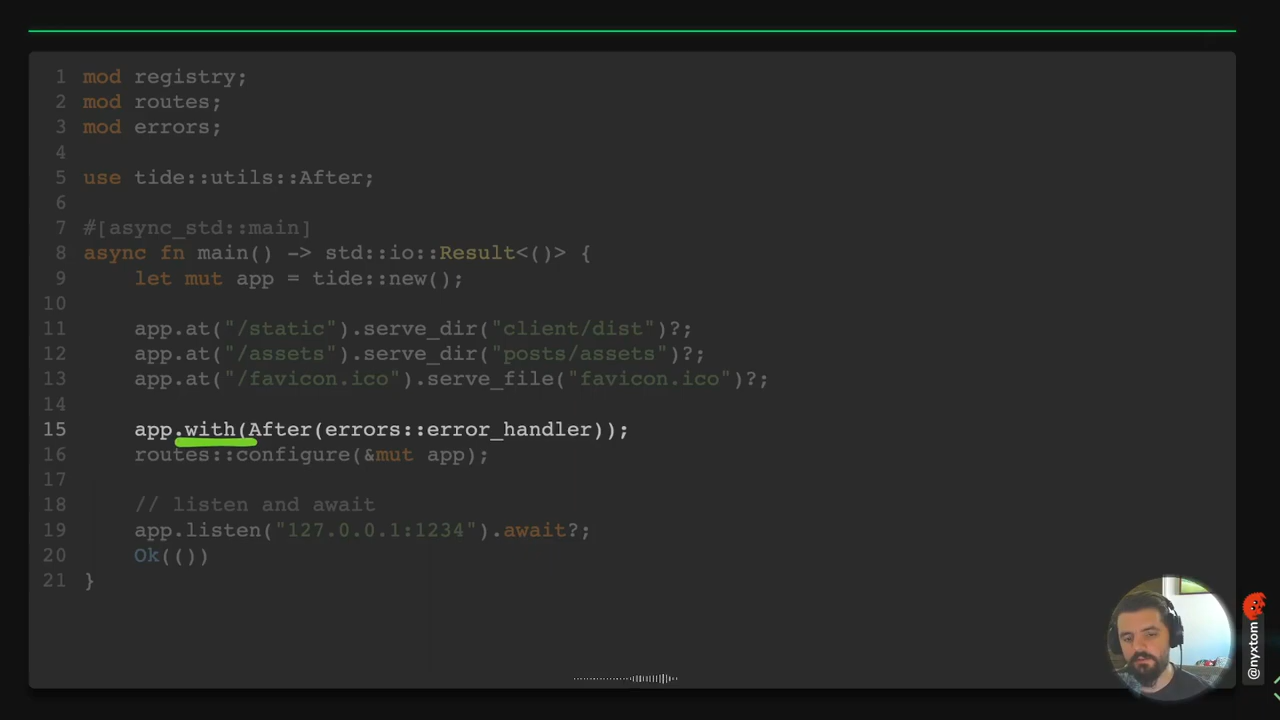 1 mod registry;
2 mod routes;
3 mod errors;
4
5 use tide::utils::After;
6
7 #[async_std::main]
8 async fn main() -> std::io::Result<()> {
9     let mut app = tide::new();
10
11     app.at("/static").serve_dir("client/dist")?;
12     app.at("/assets").serve_dir("posts/assets")?;
13     app.at("/favicon.ico").serve_file("favicon.ico")?;
14
15     app.with(After(errors::error_handler));
16     routes::configure(&mut app);
17
18     // listen and await
19     app.listen("127.0.0.1:1234").await?;
20     Ok(())
21 }
@nyxtom